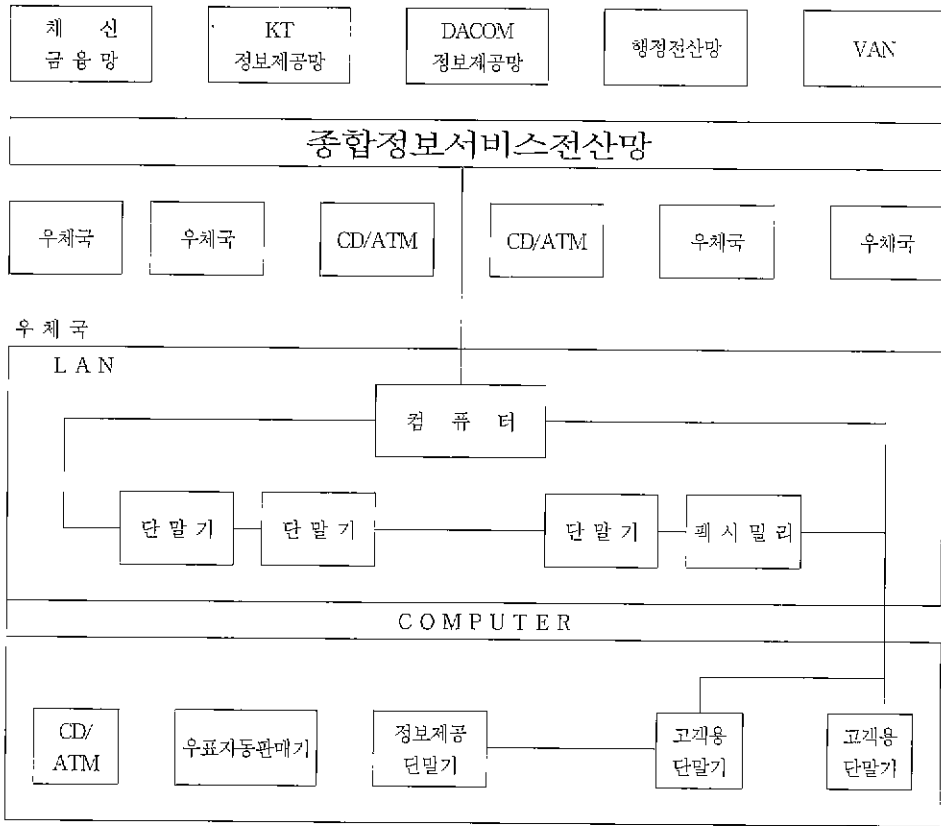 체 신
금 융 망
KT
정보제공망
DACOM
정보제공망
행정전산망
VAN
종합정보서비스전산망
우체국
우체국
CD/ATM
CD/ATM
우체국
우체국
우 체 국
L A N
컴 퓨 터
단 말 기
단 말 기
단 말 기
팩 시 밀 리
C O M P U T E R
CD/
ATM
우표자동판매기
정보제공
단말기
고객용
단말기
고객용
단말기